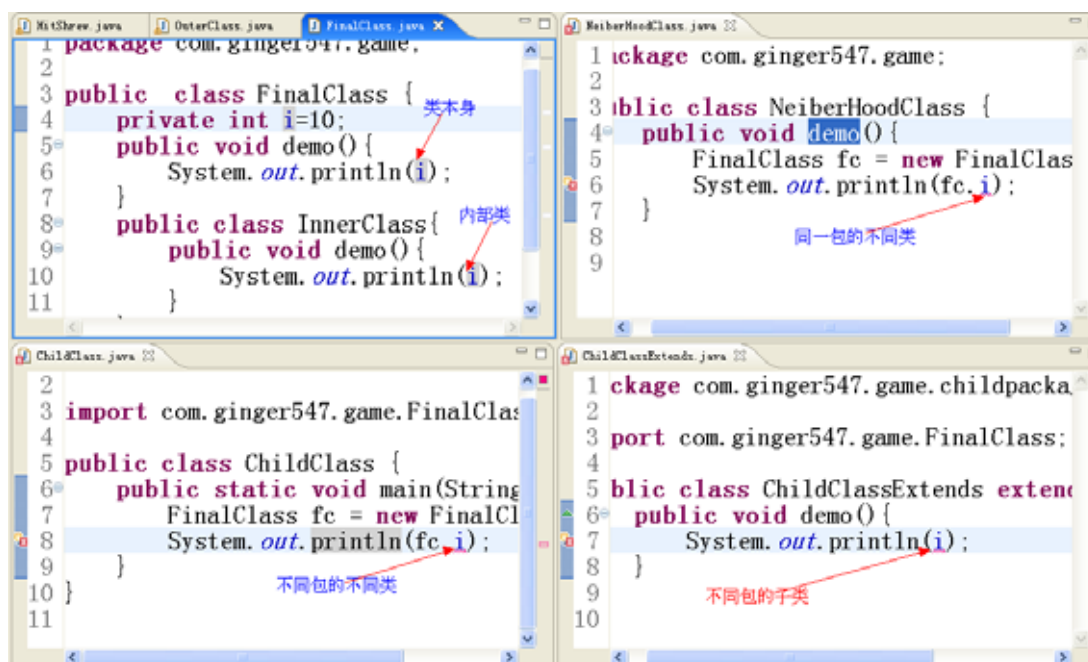 HitShrew.java OuterClass.java FinalClass.java
1 package com.ginger547.game;
2
3 public class FinalClass {
类本身
4 private int i=10;
5 public void demo(){
6 System.out.println(i);
7 }
内部类
8 public class InnerClass{
9 public void demo(){
10 System.out.println(i);
11 }
NeiberHoodClass.java
1 ackage com.ginger547.game;
2
3 ublic class NeiberHoodClass {
4 public void demo(){
5 FinalClass fc = new FinalClas
6 System.out.println(fc.i);
7 }
同一包的不同类
8
9
ChildClass.java
2
3 import com.ginger547.game.FinalClas
4
5 public class ChildClass {
6 public static void main(String
7 FinalClass fc = new FinalCl
8 System.out.println(fc.i);
9 }
不同包的不同类
10 }
11
ChildClassExtends.java
1 ckage com.ginger547.game.childpacka
2
3 port com.ginger547.game.FinalClass;
4
5 blic class ChildClassExtends exten
6 public void demo(){
7 System.out.println(i);
8 }
不同包的子类
9
10